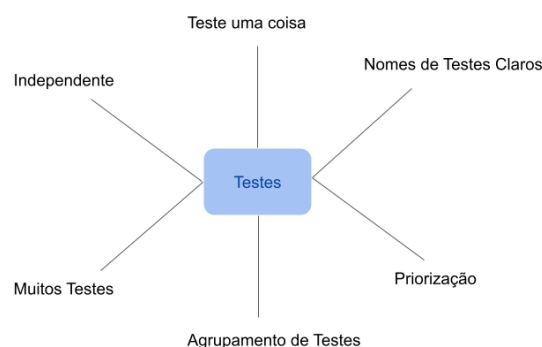 Teste uma coisa
Nomes de Testes Claros
Independente
Testes
Priorização
Muitos Testes
Agrupamento de Testes